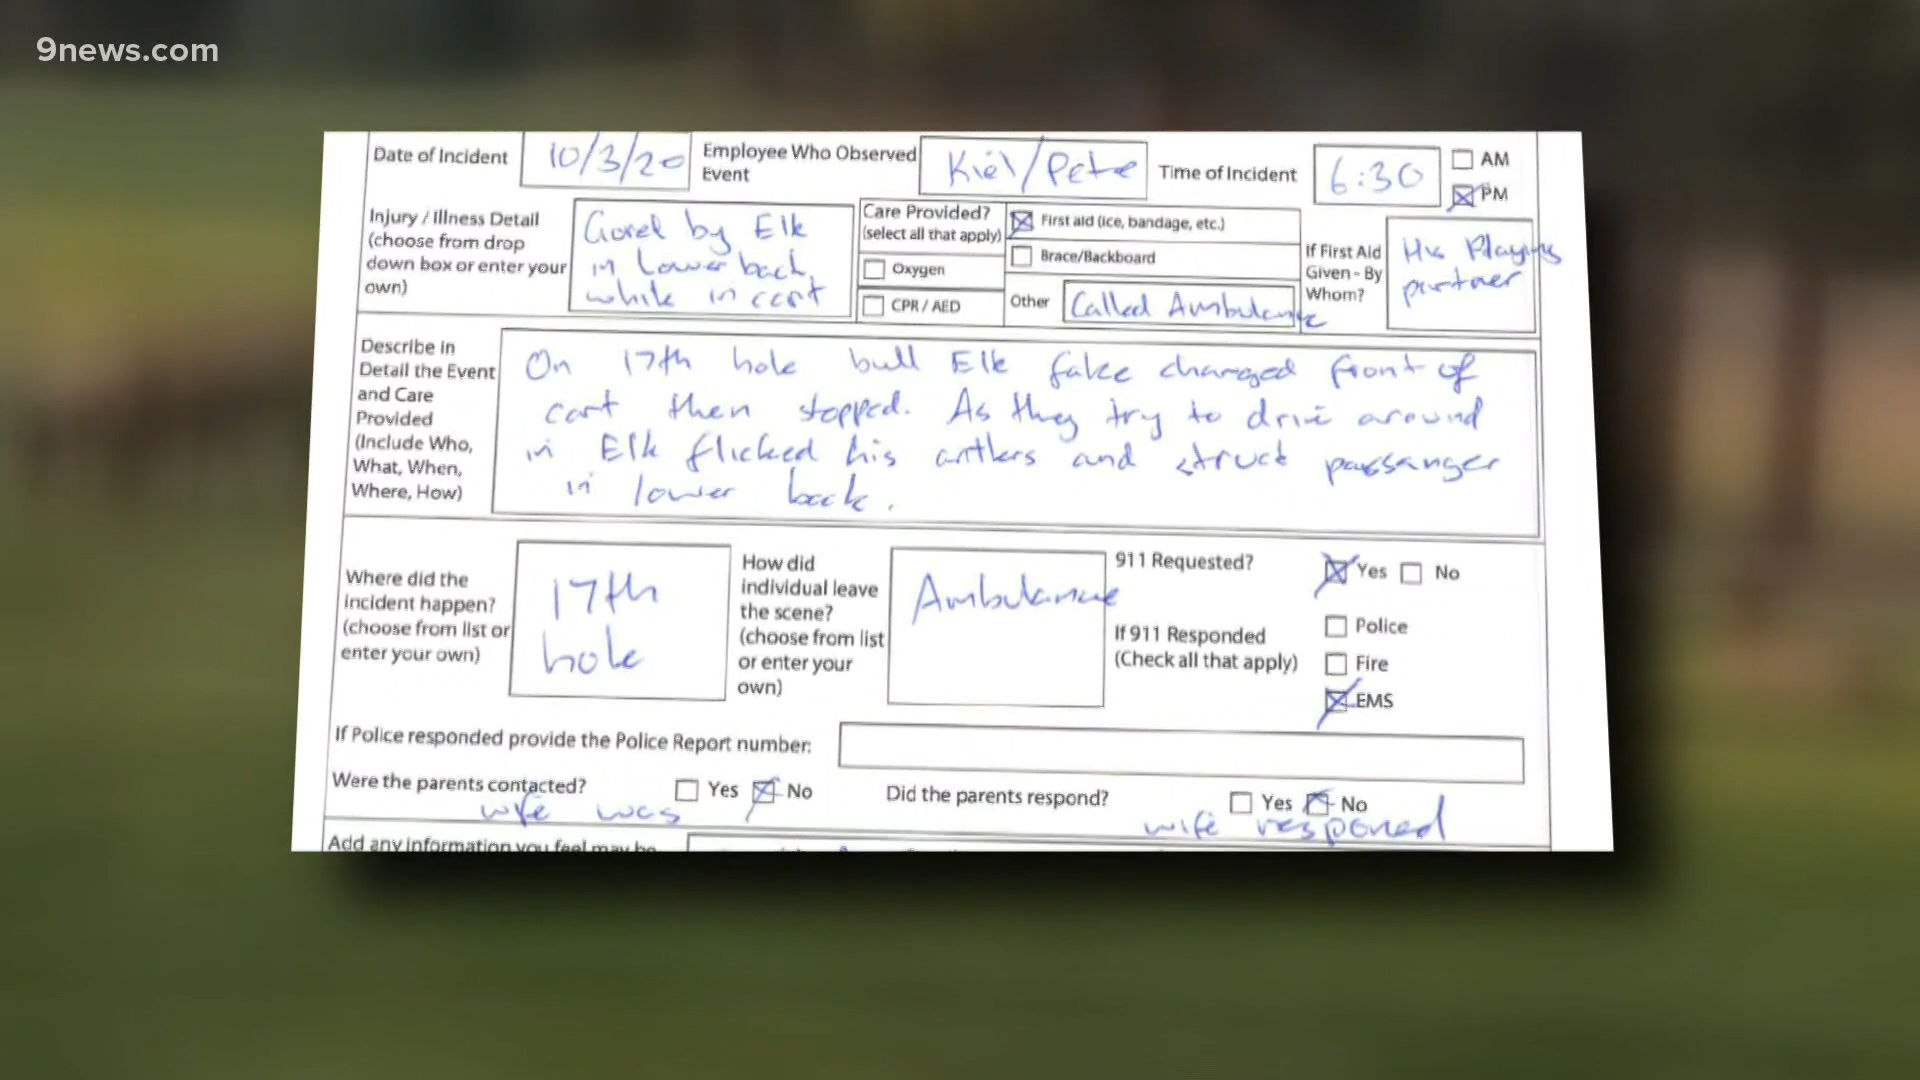 9news.com
Date of Incident 10/3/20 Employee Who Observed Event Kiel/Pete Time of Incident 6:30 AM PM
Injury / Illness Detail
(choose from drop
down box or enter your
own)
Gorel by Elk
in lower back,
while in cart
Care Provided?
(select all that apply)
First aid (ice, bandage, etc.)
Brace/Backboard
Oxygen
CPR / AED
Other Called Ambulance
If First Aid
Given - By
Whom?
His Playing
partner
Describe in
Detail the Event
and Care
Provided
(Include Who,
What, When,
Where, How)
On 17th hole bull Elk fake charged front of
cart then stopped. As they try to drive around
in Elk flicked his antlers and struck passanger
in lower back.
Where did the
incident happen?
(choose from list or
enter your own)
17th
hole
How did
individual leave
the scene?
(choose from list
or enter your
own)
Ambulance
911 Requested? Yes No
If 911 Responded
(Check all that apply)
Police
Fire
EMS
If Police responded provide the Police Report number:
Were the parents contacted? Yes No
wife was
Did the parents respond? Yes No
wife responed
Add any information you feel may be